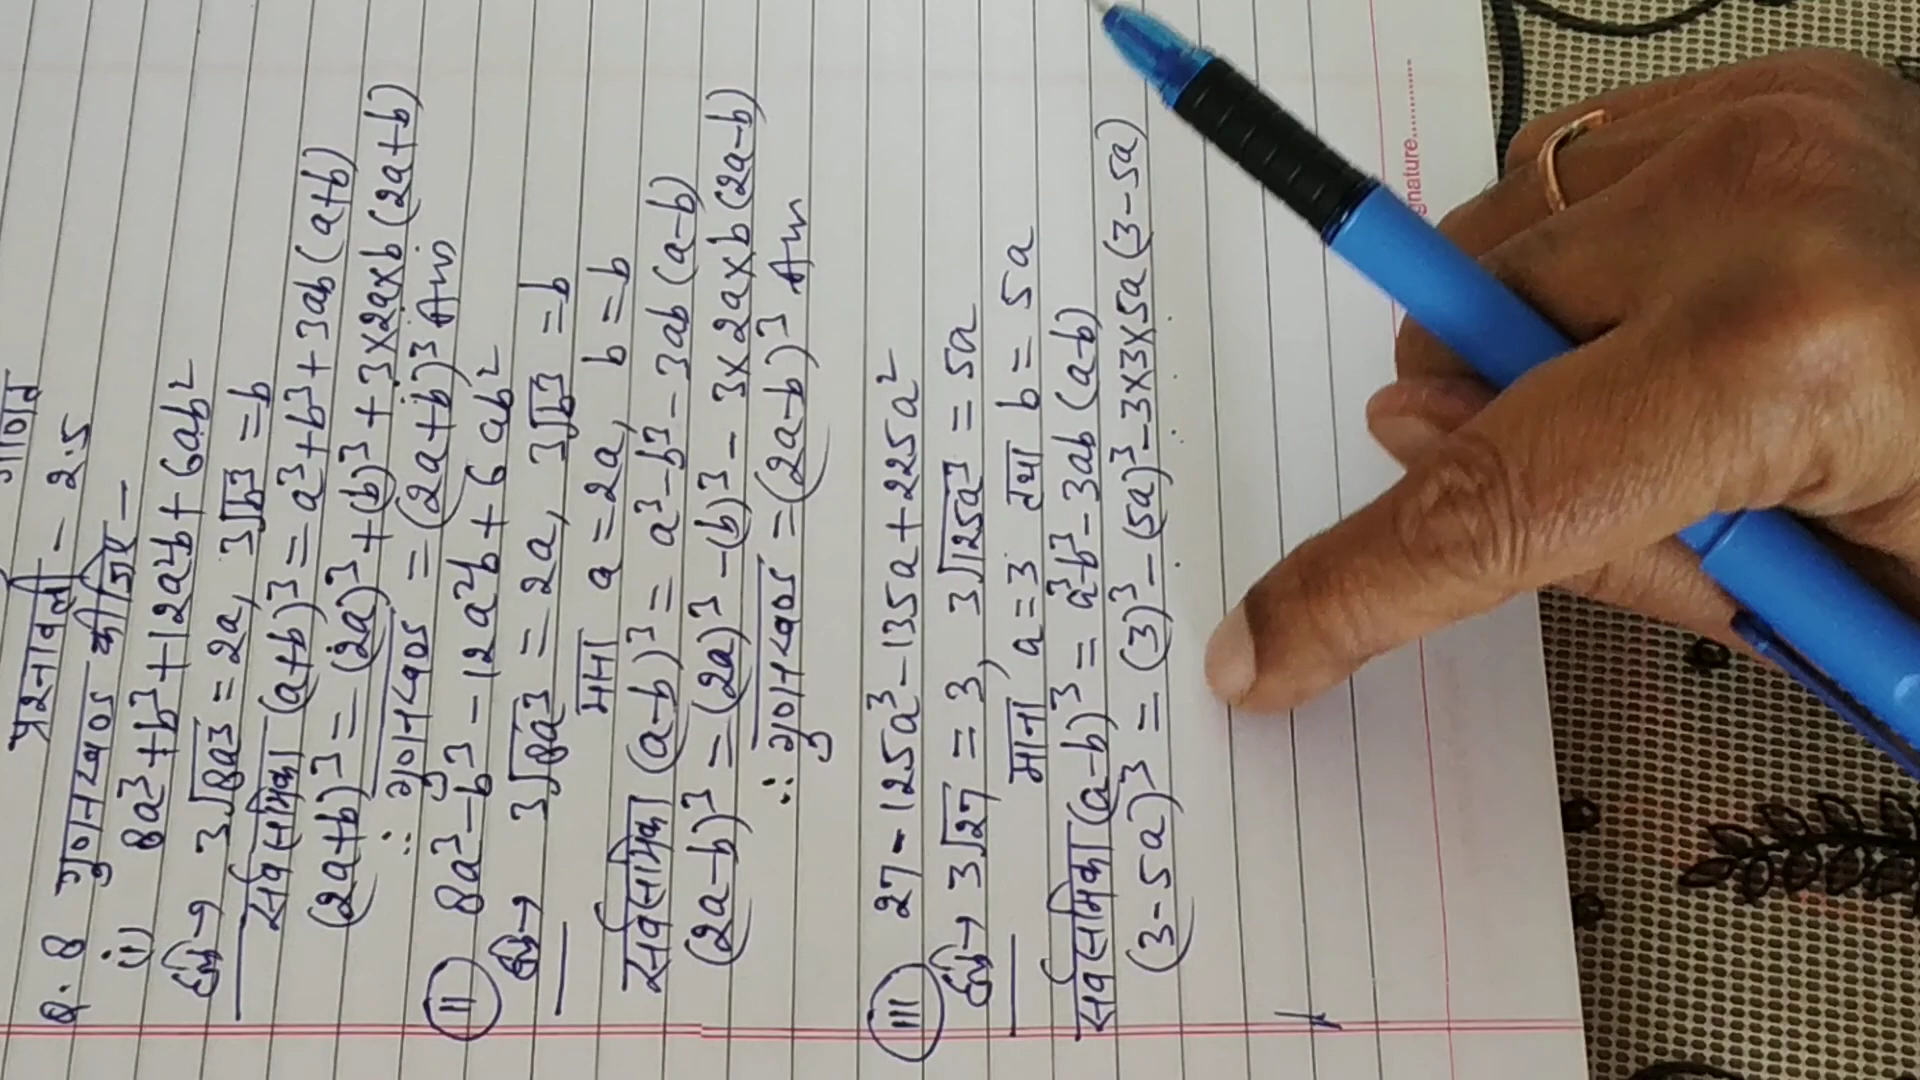 गणित
प्रश्नावली - 2.5
Q. 8 गुणनखण्ड कीजिए -
(i) 8a³+b³+12a²b+6ab²
हल→ 3√8a³ = 2a, 3√b³ = b
सर्वसमिका (a+b)³ = a³+b³+3ab(a+b)
(2a+b)³ = (2a)³+(b)³+3×2a×b(2a+b)
∴ गुणनखण्ड = (2a+b)³ Ans
(ii) 8a³-b³-12a²b+6ab²
हल→ 3√8a³ = 2a, 3√b³ = b
माना a=2a, b=b
सर्वसमिका (a-b)³ = a³-b³-3ab(a-b)
(2a-b)³ = (2a)³-(b)³-3×2a×b(2a-b)
∴ गुणनखण्ड = (2a-b)³ Ans
(iii) 27-125a³-135a+225a²
हल→ 3√27 = 3, 3√125a³ = 5a
माना a=3 तथा b=5a
सर्वसमिका (a-b)³ = a³-b³-3ab(a-b)
(3-5a)³ = (3)³-(5a)³-3×3×5a(3-5a)
gnature............